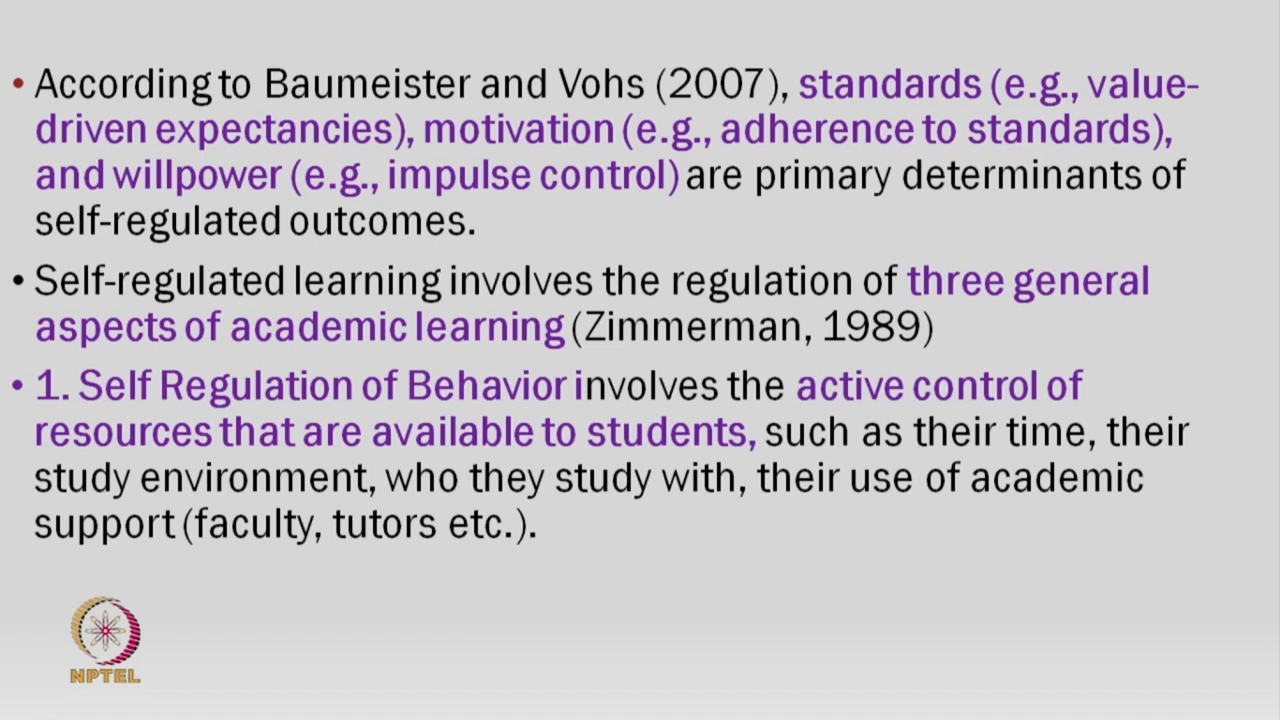 • According to Baumeister and Vohs (2007), standards (e.g., value-
driven expectancies), motivation (e.g., adherence to standards),
and willpower (e.g., impulse control) are primary determinants of
self-regulated outcomes.
• Self-regulated learning involves the regulation of three general
aspects of academic learning (Zimmerman, 1989)
• 1. Self Regulation of Behavior involves the active control of
resources that are available to students, such as their time, their
study environment, who they study with, their use of academic
support (faculty, tutors etc.).
NPTEL